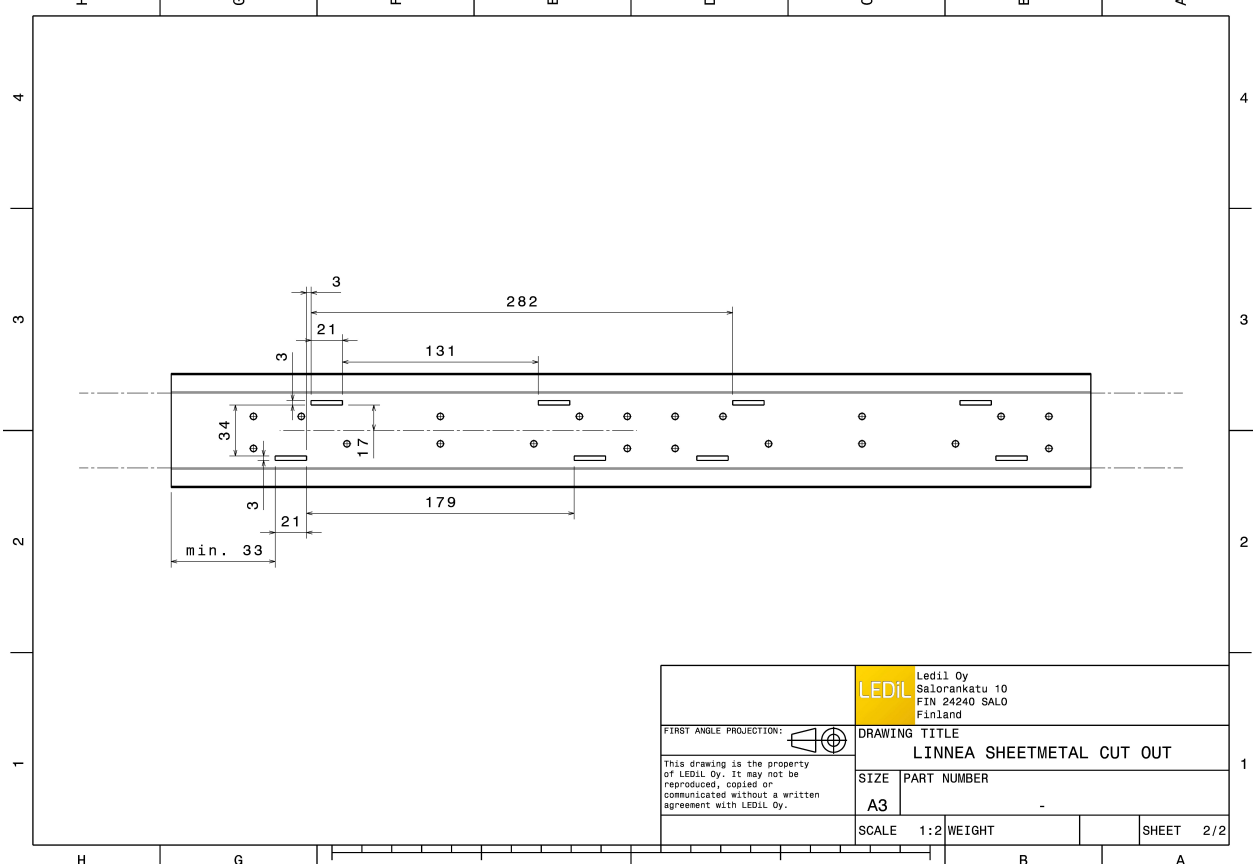 H G F E D C B A
4 4
3
282
3 3
21
131
3
34
17
3
179
21
min. 33
2 2
LEDiL
Ledil Oy
Salorankatu 10
FIN 24240 SALO
Finland
FIRST ANGLE PROJECTION:
DRAWING TITLE
LINNEA SHEETMETAL CUT OUT
This drawing is the property
of LEDiL Oy. It may not be
reproduced, copied or
communicated without a written
agreement with LEDiL Oy.
1 1
SIZE PART NUMBER
A3 -
SCALE 1:2 WEIGHT SHEET 2/2
H G B A